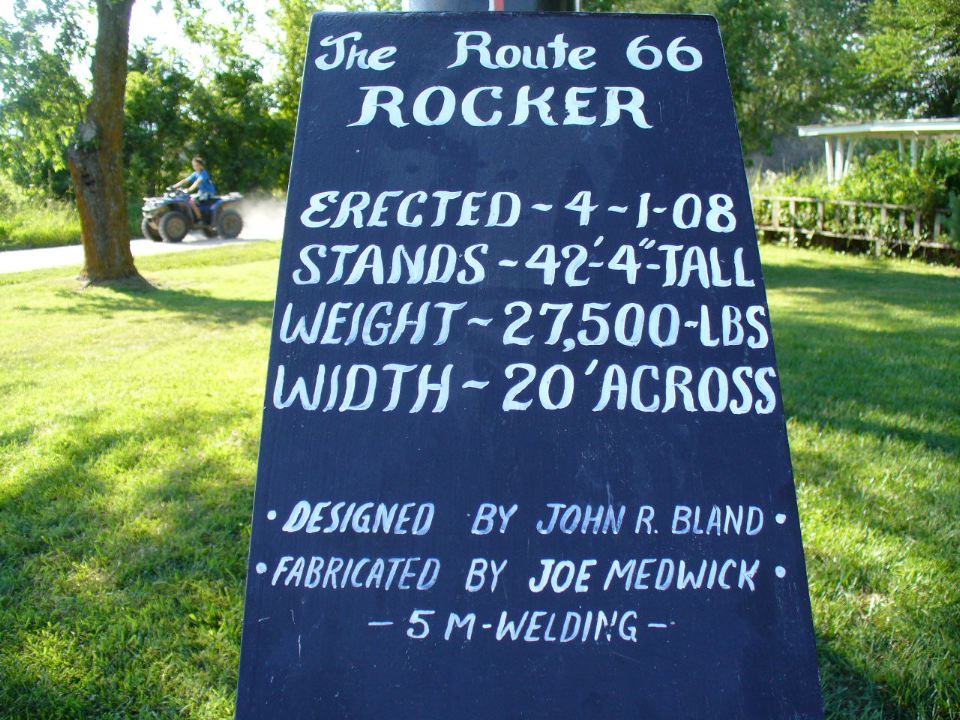 The Route 66
ROCKER
ERECTED~4-1-08
STANDS-42'-4"-TALL
WEIGHT~27,500-LBS
WIDTH~20'ACROSS
• DESIGNED BY JOHN R. BLAND •
• FABRICATED BY JOE MEDWICK •
- 5 M-WELDING -